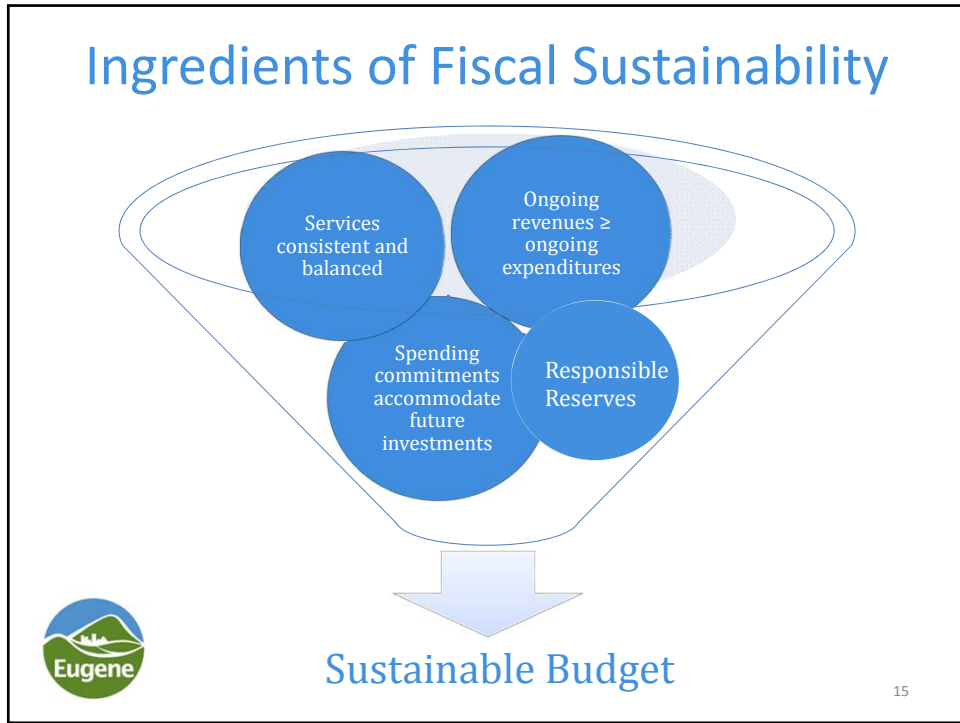 Ingredients of Fiscal Sustainability
Services
consistent and
balanced
Ongoing
revenues ≥
ongoing
expenditures
Spending
commitments
accommodate
future
investments
Responsible
Reserves
Eugene
Sustainable Budget
15